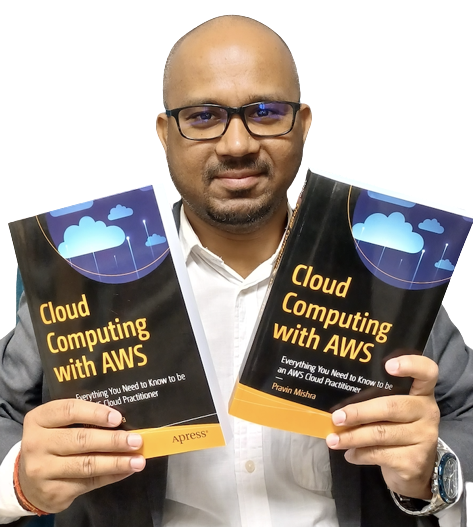 Cloud
Computing
with AWS
Everything You Need to Know to be
AWS Cloud Practitioner
Apress®
Cloud
Computing
with AWS
Everything You Need to Know to be
an AWS Cloud Practitioner
Pravin Mishra